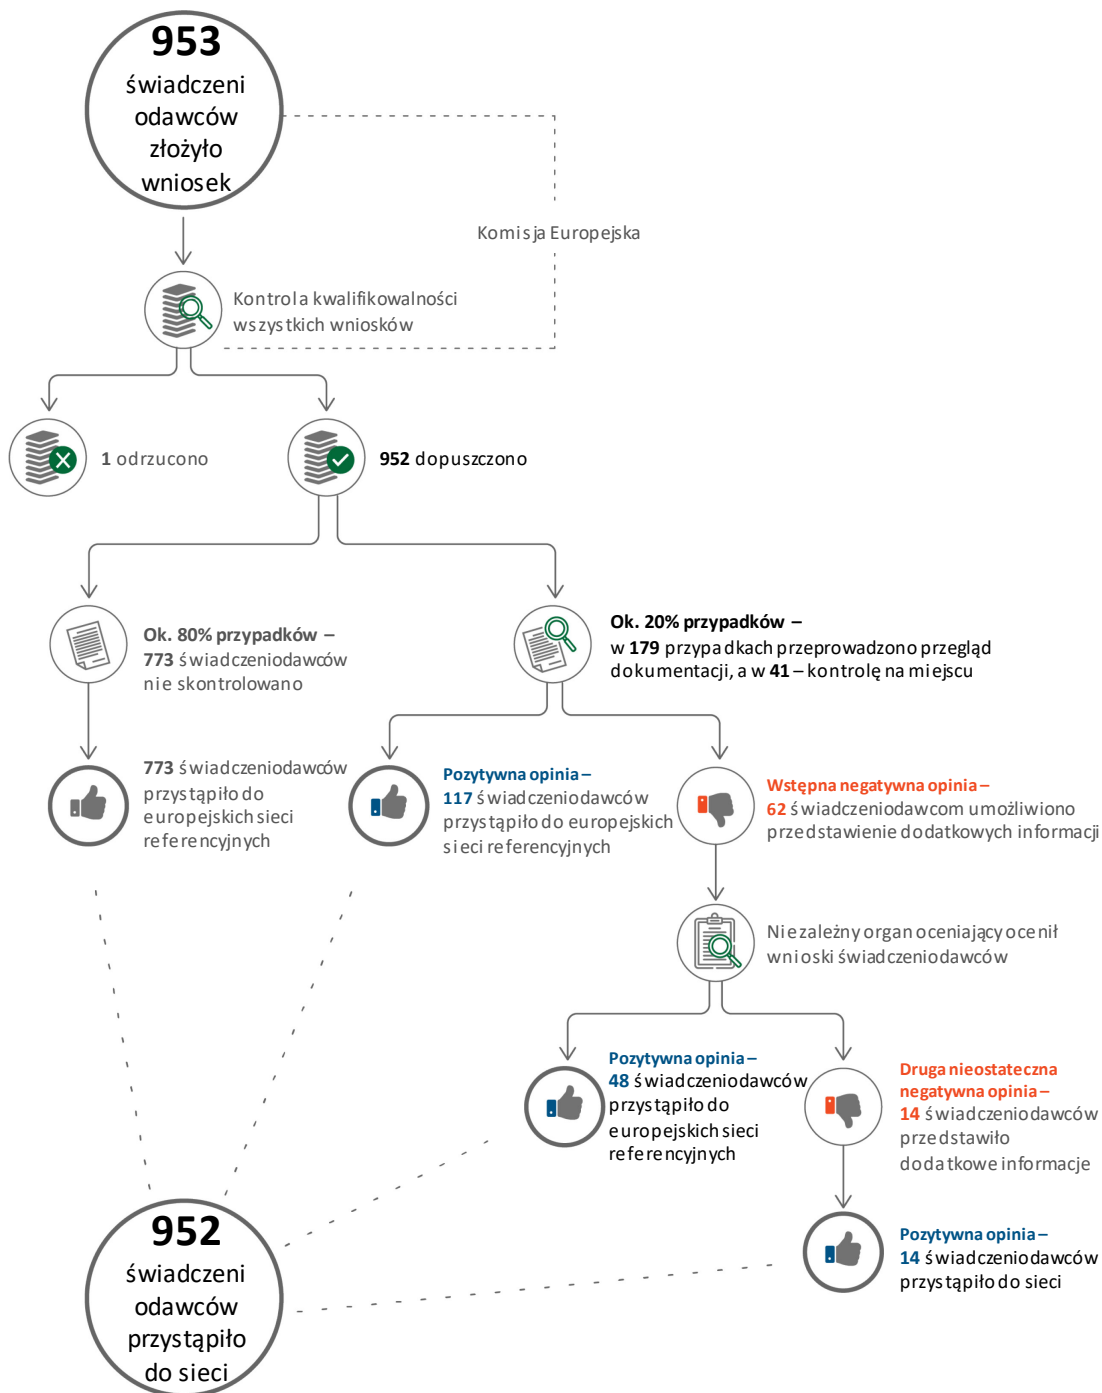 953
świadczeni
odawców
złożyło
wniosek
Komisja Europejska
Kontrola kwalifikowalności
wszystkich wniosków
1 odrzucono
952 dopuszczono
Ok. 80% przypadków –
773 świadczeniodawców
nie skontrolowano
Ok. 20% przypadków –
w 179 przypadkach przeprowadzono przegląd
dokumentacji, a w 41 – kontrolę na miejscu
773 świadczeniodawców
przystąpiło do
europejskich sieci
referencyjnych
Pozytywna opinia –
117 świadczeniodawców
przystąpiło do europejskich
sieci referencyjnych
Wstępna negatywna opinia –
62 świadczeniodawcom umożliwiono
przedstawienie dodatkowych informacji
Niezależny organ oceniający ocenił
wnioski świadczeniodawców
Pozytywna opinia –
48 świadczeniodawców
przystąpiło do
europejskich sieci
referencyjnych
Druga nieostateczna
negatywna opinia –
14 świadczeniodawców
przedstawiło
dodatkowe informacje
Pozytywna opinia –
14 świadczeniodawców
przystąpiło do sieci
952
świadczeni
odawców
przystąpiło
do sieci